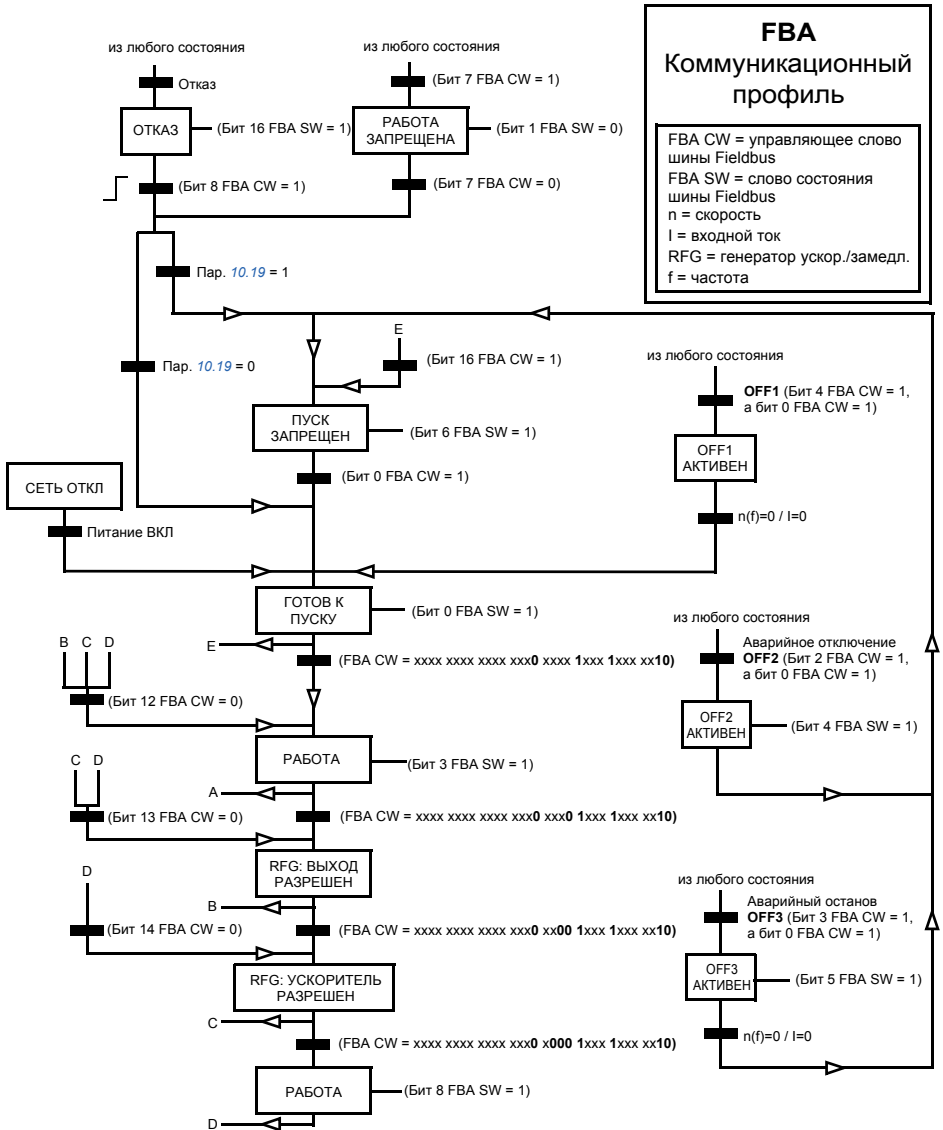 FBA
Коммуникационный
профиль
FBA CW = управляющее слово
шины Fieldbus
FBA SW = слово состояния
шины Fieldbus
n = скорость
I = входной ток
RFG = генератор ускор./замедл.
f = частота
из любого состояния
Отказ
ОТКАЗ
(Бит 16 FBA SW = 1)
(Бит 8 FBA CW = 1)
из любого состояния
(Бит 7 FBA CW = 1)
РАБОТА
ЗАПРЕЩЕНА
(Бит 1 FBA SW = 0)
(Бит 7 FBA CW = 0)
Пар. 10.19 = 1
Пар. 10.19 = 0
E
(Бит 16 FBA CW = 1)
ПУСК
ЗАПРЕЩЕН
(Бит 6 FBA SW = 1)
(Бит 0 FBA CW = 1)
СЕТЬ ОТКЛ
Питание ВКЛ
из любого состояния
OFF1 (Бит 4 FBA CW = 1,
а бит 0 FBA CW = 1)
OFF1
АКТИВЕН
n(f)=0 / I=0
ГОТОВ К
ПУСКУ
(Бит 0 FBA SW = 1)
E
(FBA CW = xxxx xxxx xxxx xxx0 xxxx 1xxx 1xxx xx10)
B C D
(Бит 12 FBA CW = 0)
из любого состояния
Аварийное отключение
OFF2 (Бит 2 FBA CW = 1,
а бит 0 FBA CW = 1)
OFF2
АКТИВЕН
(Бит 4 FBA SW = 1)
РАБОТА
(Бит 3 FBA SW = 1)
A
(FBA CW = xxxx xxxx xxxx xxx0 xxx0 1xxx 1xxx xx10)
C D
(Бит 13 FBA CW = 0)
RFG: ВЫХОД
РАЗРЕШЕН
B
(FBA CW = xxxx xxxx xxxx xxx0 xx00 1xxx 1xxx xx10)
D
(Бит 14 FBA CW = 0)
из любого состояния
Аварийный останов
OFF3 (Бит 3 FBA CW = 1,
а бит 0 FBA CW = 1)
OFF3
АКТИВЕН
(Бит 5 FBA SW = 1)
n(f)=0 / I=0
RFG: УСКОРИТЕЛЬ
РАЗРЕШЕН
C
(FBA CW = xxxx xxxx xxxx xxx0 x000 1xxx 1xxx xx10)
РАБОТА
(Бит 8 FBA SW = 1)
D